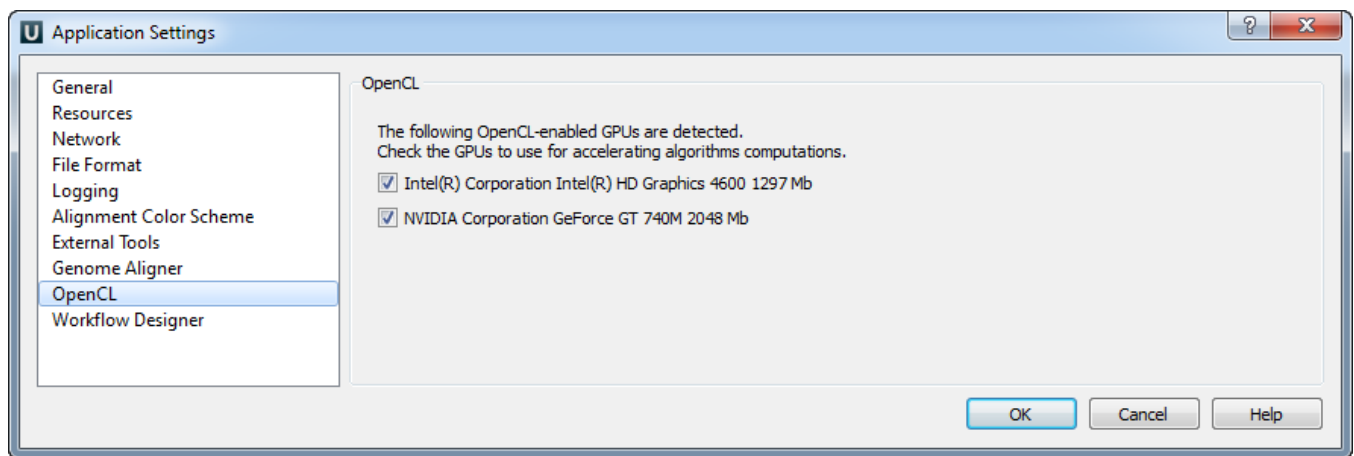 U Application Settings
?
X
General
Resources
Network
File Format
Logging
Alignment Color Scheme
External Tools
Genome Aligner
OpenCL
Workflow Designer
OpenCL
The following OpenCL-enabled GPUs are detected.
Check the GPUs to use for accelerating algorithms computations.
Intel(R) Corporation Intel(R) HD Graphics 4600 1297 Mb
NVIDIA Corporation GeForce GT 740M 2048 Mb
OK
Cancel
Help